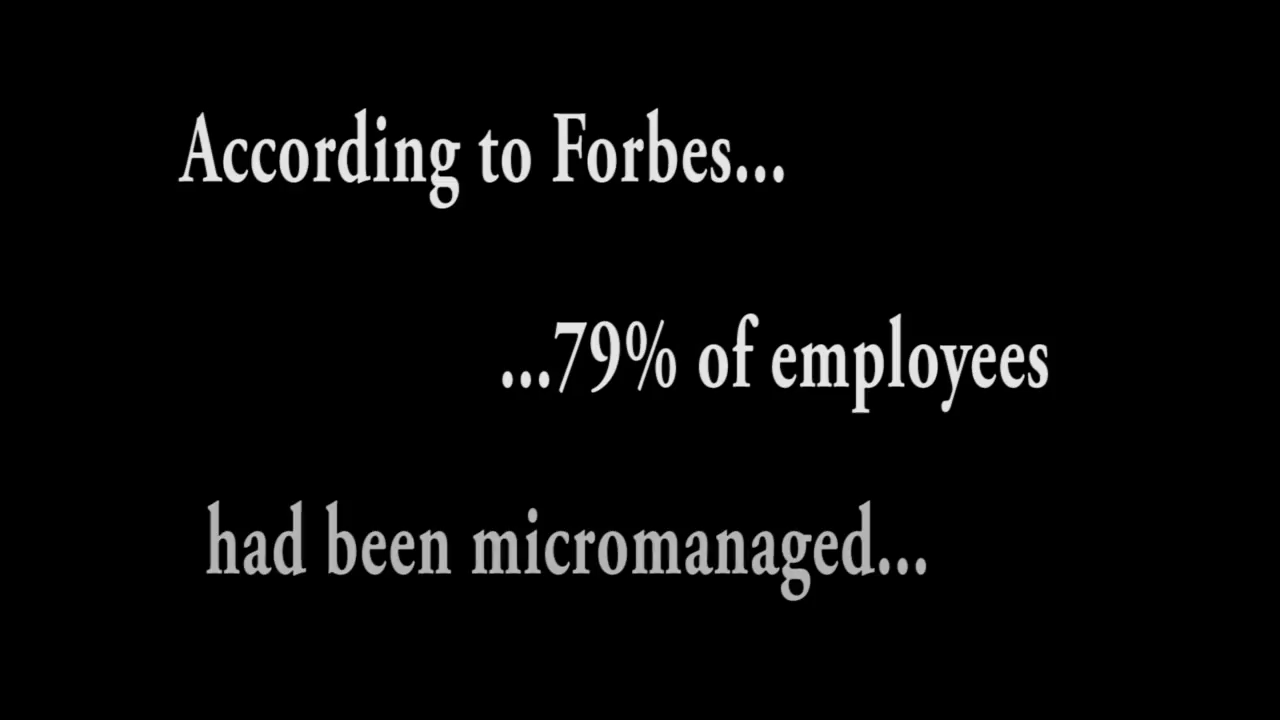 According to Forbes...
...79% of employees
had been micromanaged...